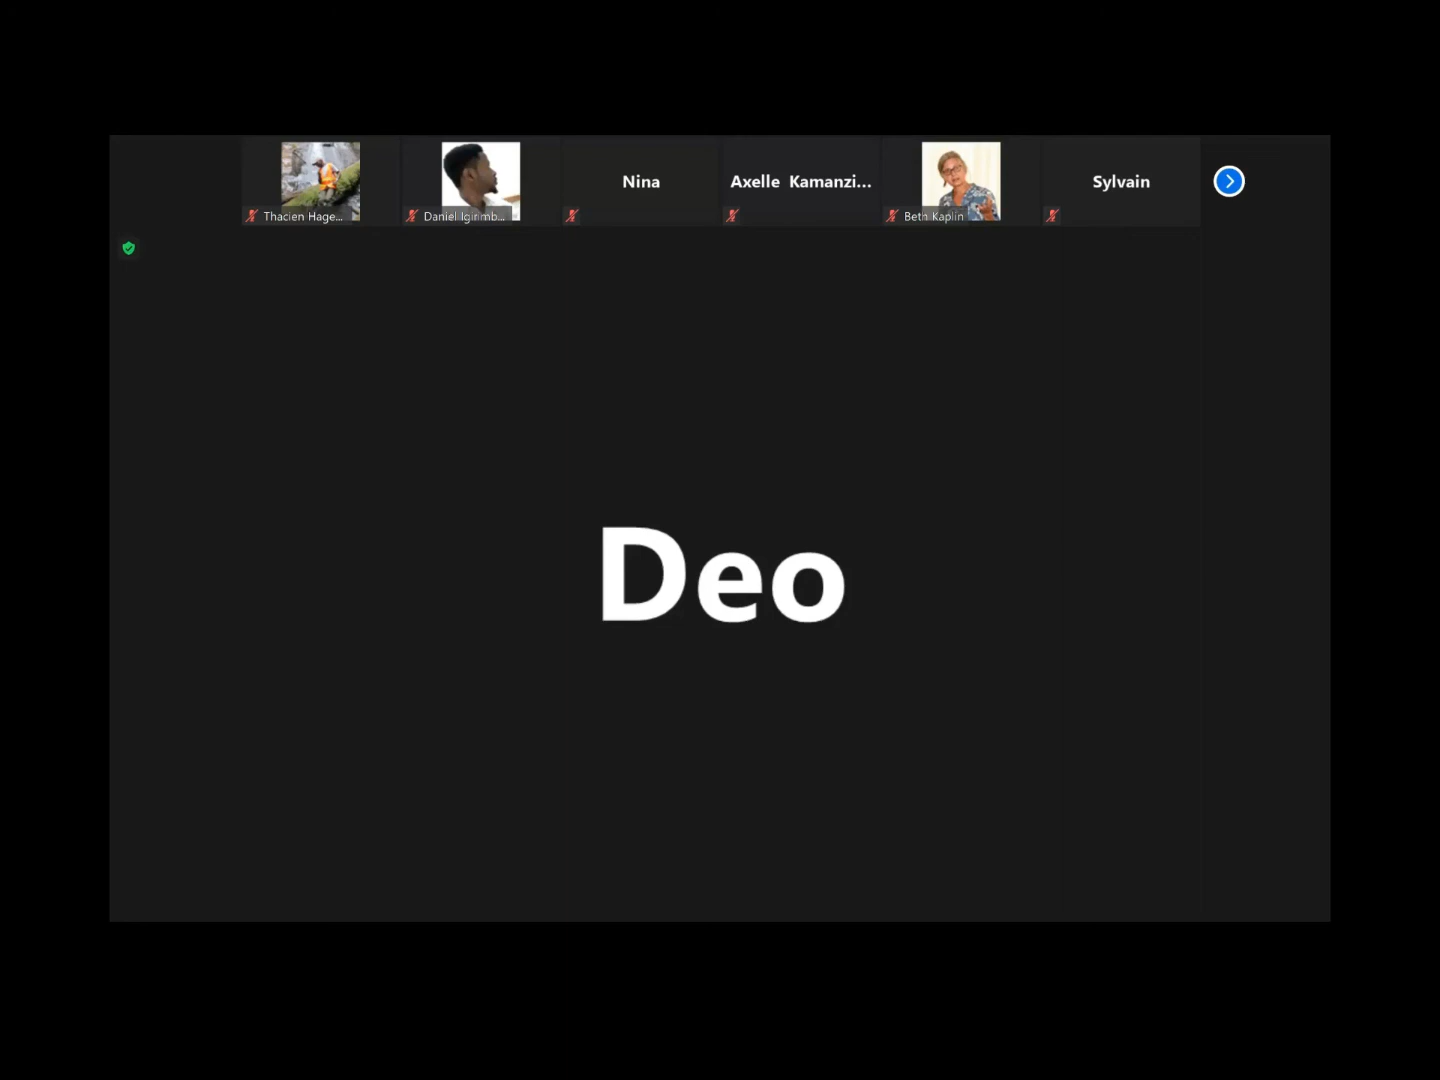 Nina
Axelle Kamanzi...
Sylvain
Thacien Hage...
Daniel Igirimb...
Beth Kaplin
Deo